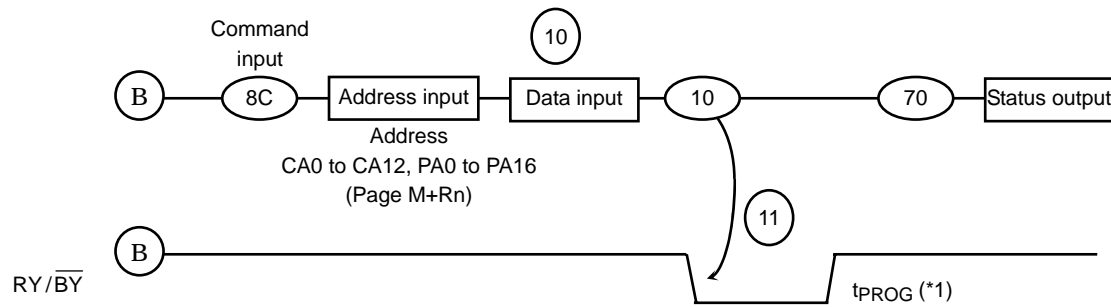 Command
input
10
B
8C
Address input
Data input
10
70
Status output
Address
CA0 to CA12, PA0 to PA16
(Page M+Rn)
11
B
RY/BY
tPROG (*1)